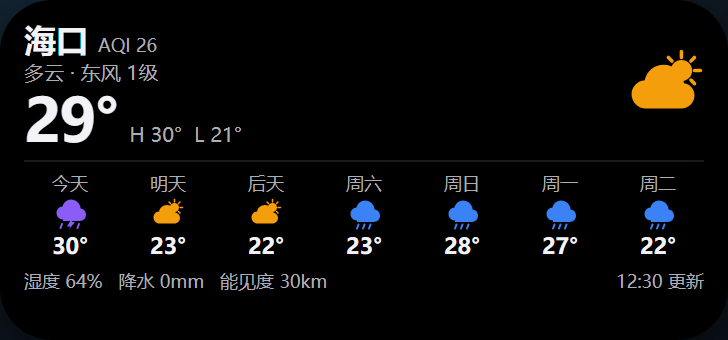 海口 AQI 26
多云 · 东风 1级
29° H 30° L 21°
今天 明天 后天 周六 周日 周一 周二
30° 23° 22° 23° 28° 27° 22°
湿度 64% 降水 0mm 能见度 30km 12:30 更新